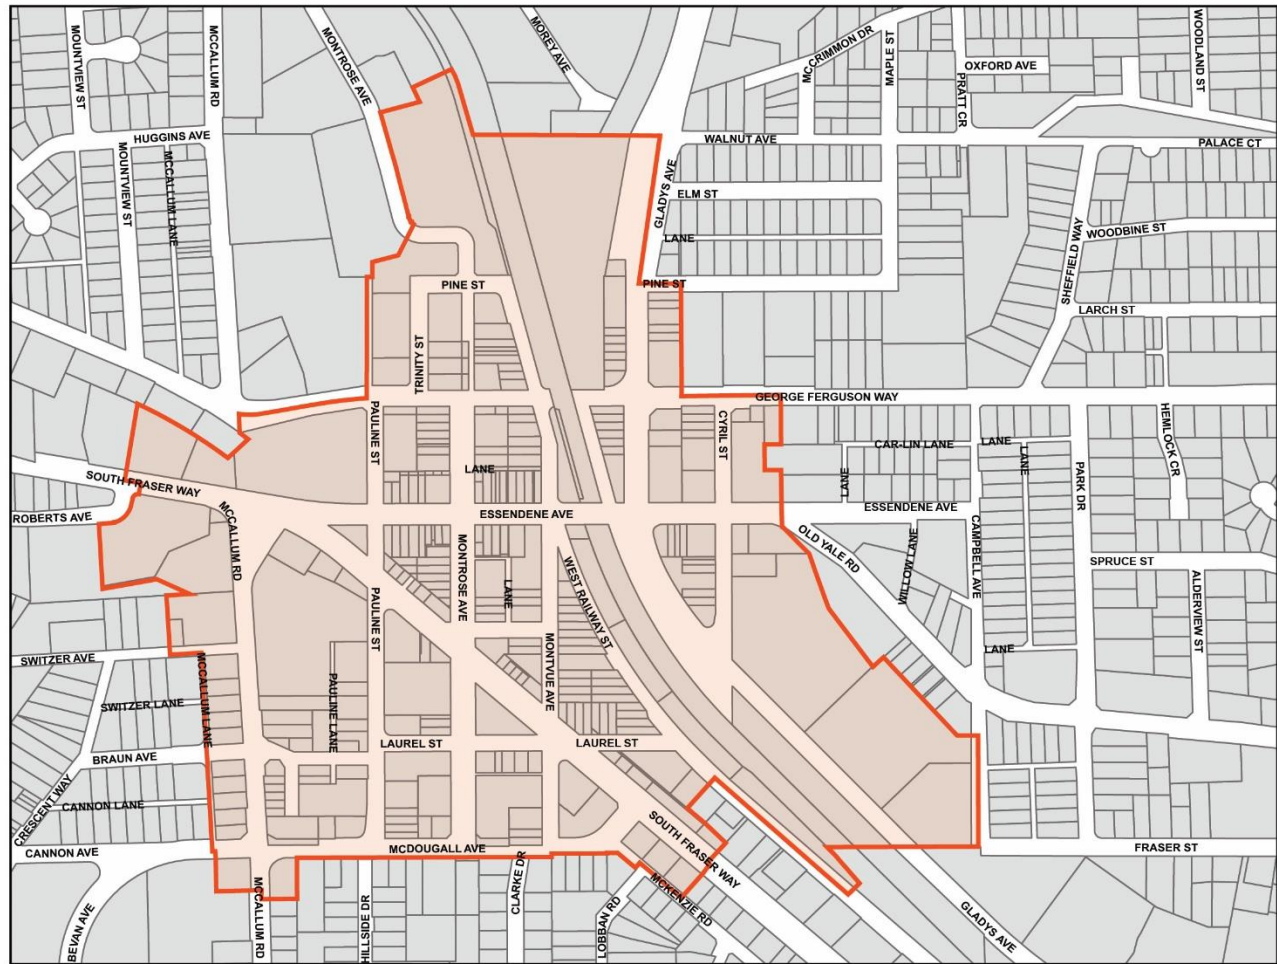 MOUNTVIEW ST
MCCALLUM RD
MONTROSE AVE
MOREY AVE
MCCRIMMON DR
MAPLE ST
OXFORD AVE
PRATT CR
WOODLAND ST
HUGGINS AVE
MOUNTVIEW ST
MCCALLUM LANE
WALNUT AVE
PALACE CT
GLADYS AVE
ELM ST
LANE
SHEFFIELD WAY
WOODBINE ST
PINE ST
PINE ST
LARCH ST
TRINITY ST
GEORGE FERGUSON WAY
PAULINE ST
CYRIL ST
CAR-LIN LANE
LANE
LANE
HEMLOCK CR
LANE
LANE
PARK DR
SOUTH FRASER WAY
ROBERTS AVE
MCCALLUM RD
ESSENDENE AVE
ESSENDENE AVE
OLD YALE RD
CAMPBELL AVE
WILLOW LANE
SPRUCE ST
ALDERVIEW ST
MONTROSE AVE
LANE
WEST RAILWAY ST
PAULINE ST
MONTVUE AVE
LANE
SWITZER AVE
MCCALLUM LANE
PAULINE LANE
SWITZER LANE
LAUREL ST
LAUREL ST
BRAUN AVE
CRESCENT WAY
CANNON LANE
CANNON AVE
MCDOUGALL AVE
SOUTH FRASER WAY
FRASER ST
BEVAN AVE
MCCALLUM RD
HILLSIDE DR
CLARKE DR
LOBBAN RD
MCKENZIE RD
GLADYS AVE